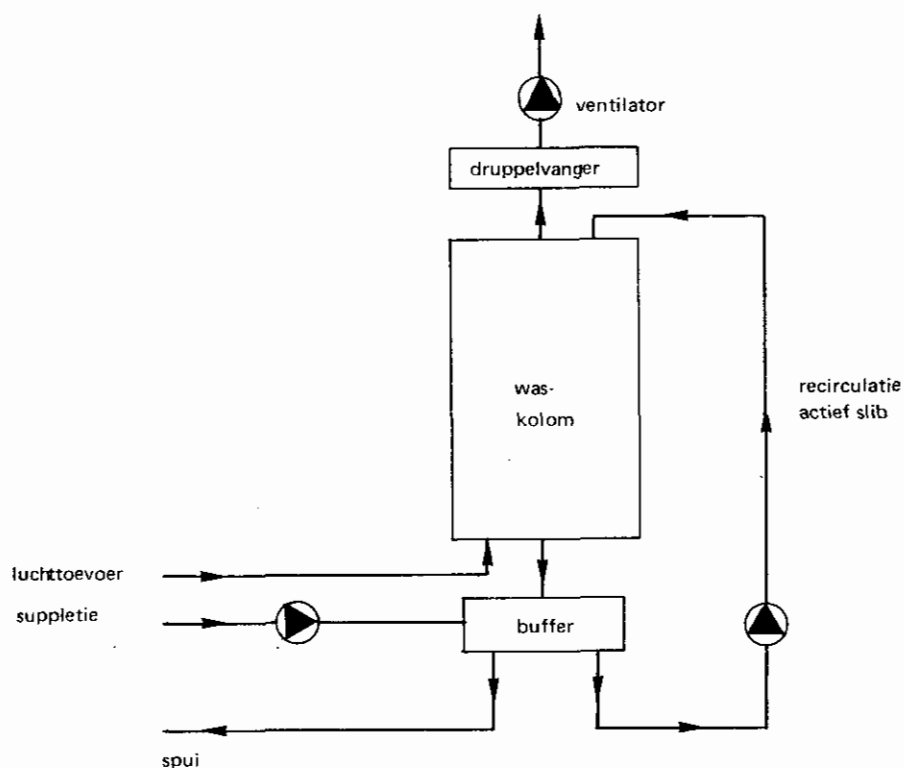 ventilator
druppelvanger
was-
kolom
recirculatie
actief slib
luchttoevoer
suppletie
buffer
spui